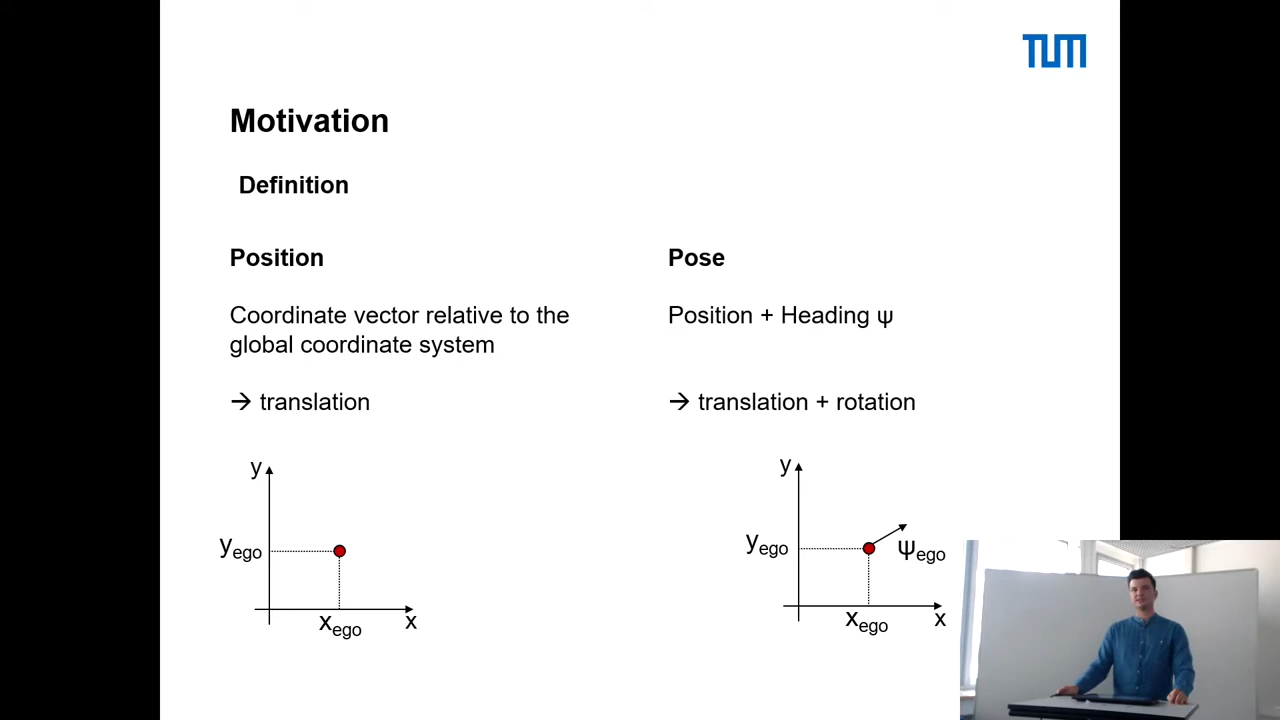 TUM
Motivation
Definition
Position
Coordinate vector relative to the
global coordinate system
→ translation
y
y_ego
x_ego
x
Pose
Position + Heading ψ
→ translation + rotation
y
y_ego
ψ_ego
x_ego
x